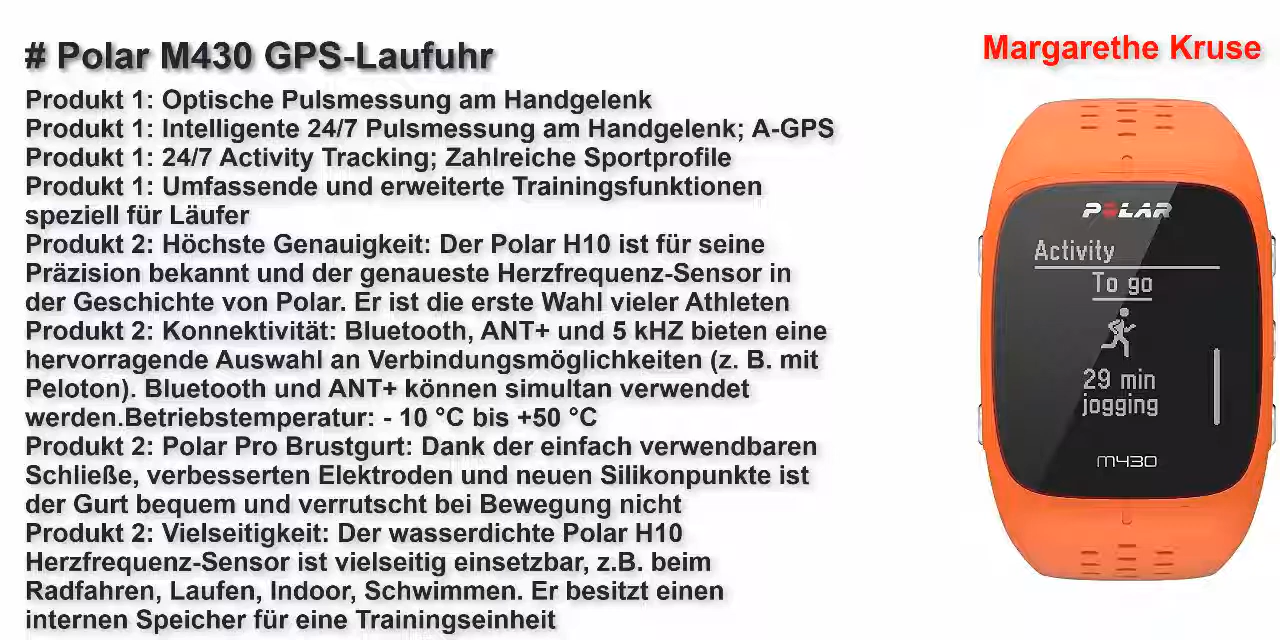 # Polar M430 GPS-Laufuhr
Margarethe Kruse
Produkt 1: Optische Pulsmessung am Handgelenk
Produkt 1: Intelligente 24/7 Pulsmessung am Handgelenk; A-GPS
Produkt 1: 24/7 Activity Tracking; Zahlreiche Sportprofile
Produkt 1: Umfassende und erweiterte Trainingsfunktionen
speziell für Läufer
Produkt 2: Höchste Genauigkeit: Der Polar H10 ist für seine
Präzision bekannt und der genaueste Herzfrequenz-Sensor in
der Geschichte von Polar. Er ist die erste Wahl vieler Athleten
Produkt 2: Konnektivität: Bluetooth, ANT+ und 5 kHZ bieten eine
hervorragende Auswahl an Verbindungsmöglichkeiten (z. B. mit
Peloton). Bluetooth und ANT+ können simultan verwendet
werden.Betriebstemperatur: - 10 °C bis +50 °C
Produkt 2: Polar Pro Brustgurt: Dank der einfach verwendbaren
Schließe, verbesserten Elektroden und neuen Silikonpunkte ist
der Gurt bequem und verrutscht bei Bewegung nicht
Produkt 2: Vielseitigkeit: Der wasserdichte Polar H10
Herzfrequenz-Sensor ist vielseitig einsetzbar, z.B. beim
Radfahren, Laufen, Indoor, Schwimmen. Er besitzt einen
internen Speicher für eine Trainingseinheit
POLAR
Activity
To go
29 min
jogging
M430